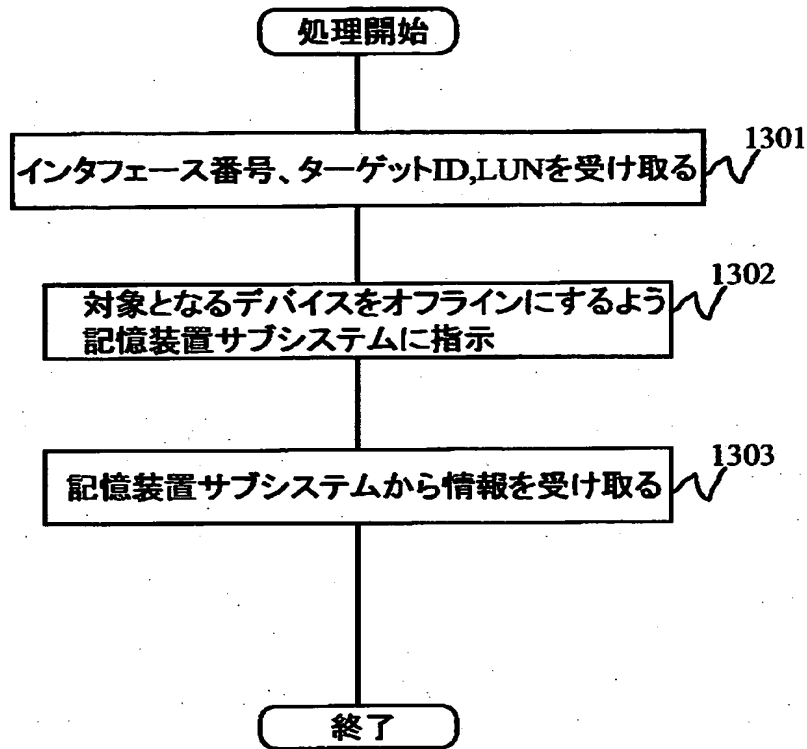 処理開始
1301
インタフェース番号、ターゲットID,LUNを受け取る
1302
対象となるデバイスをオフラインにするよう
記憶装置サブシステムに指示
1303
記憶装置サブシステムから情報を受け取る
終了